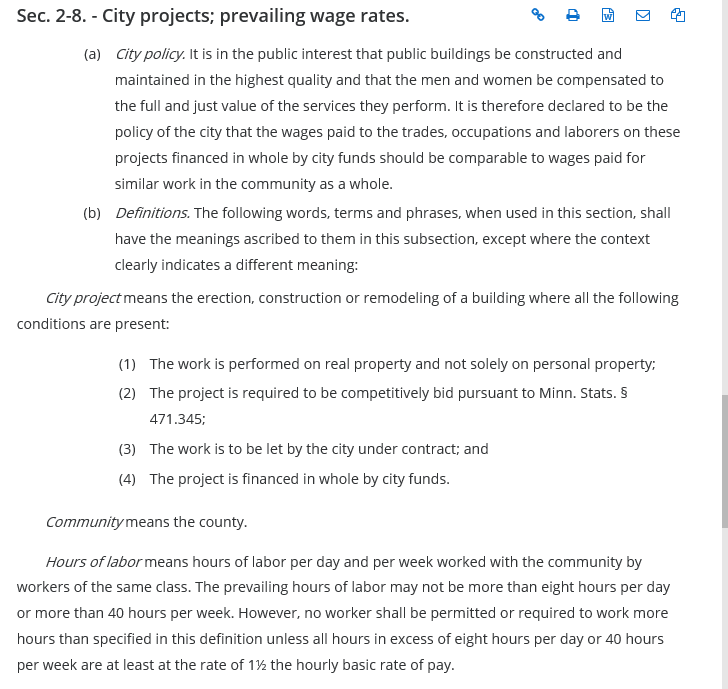 Sec. 2-8. - City projects; prevailing wage rates.
(a) City policy. It is in the public interest that public buildings be constructed and
maintained in the highest quality and that the men and women be compensated to
the full and just value of the services they perform. It is therefore declared to be the
policy of the city that the wages paid to the trades, occupations and laborers on these
projects financed in whole by city funds should be comparable to wages paid for
similar work in the community as a whole.
(b) Definitions. The following words, terms and phrases, when used in this section, shall
have the meanings ascribed to them in this subsection, except where the context
clearly indicates a different meaning:
City project means the erection, construction or remodeling of a building where all the following
conditions are present:
(1) The work is performed on real property and not solely on personal property;
(2) The project is required to be competitively bid pursuant to Minn. Stats. §
471.345;
(3) The work is to be let by the city under contract; and
(4) The project is financed in whole by city funds.
Community means the county.
Hours of labor means hours of labor per day and per week worked with the community by
workers of the same class. The prevailing hours of labor may not be more than eight hours per day
or more than 40 hours per week. However, no worker shall be permitted or required to work more
hours than specified in this definition unless all hours in excess of eight hours per day or 40 hours
per week are at least at the rate of 1½ the hourly basic rate of pay.